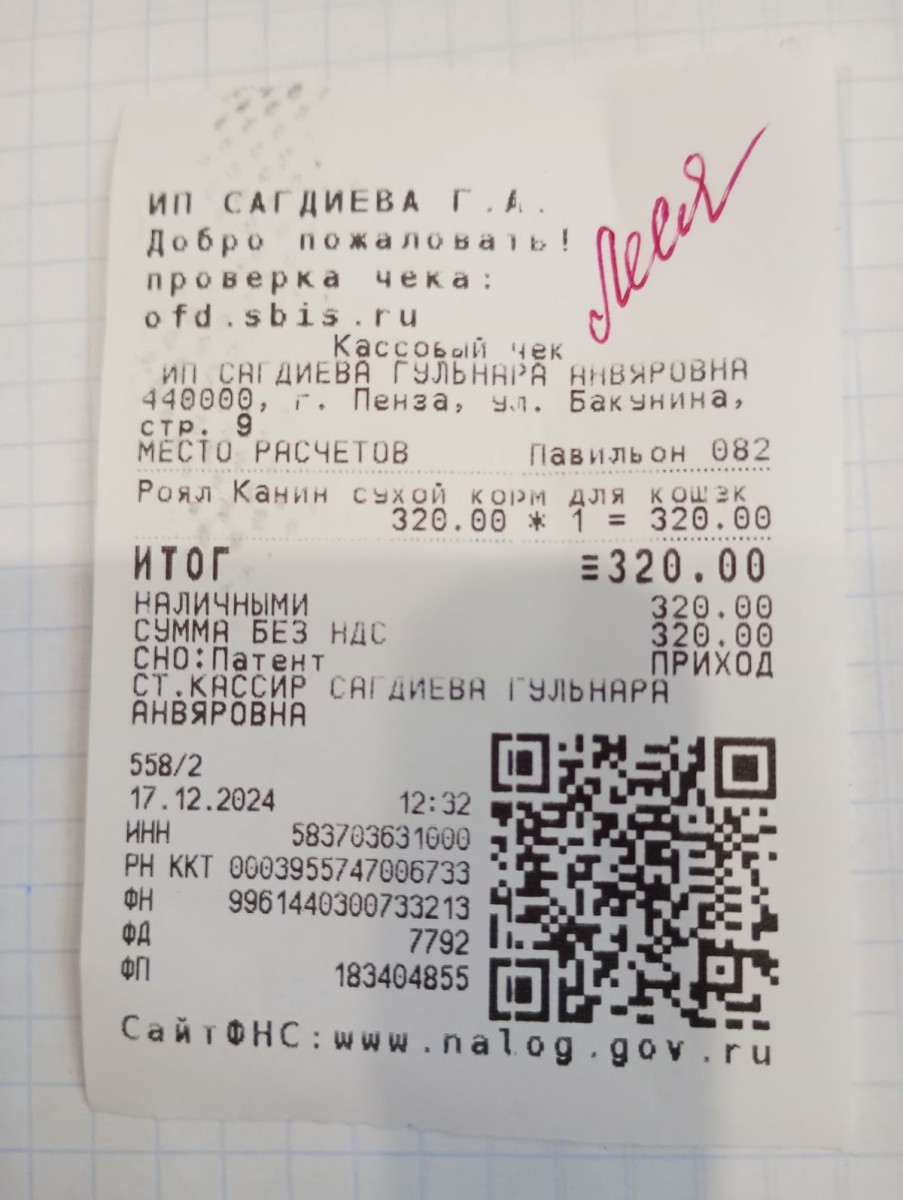 ИП САГДИЕВА Г.А.
Добро пожаловать!
проверка чека:
ofd.sbis.ru
Леся
Кассовый чек
ИП САГДИЕВА ГУЛЬНАРА АНВЯРОВНА
440000, г. Пенза, ул. Бакунина,
стр. 9
МЕСТО РАСЧЕТОВ Павильон 082
Роял Канин сухой корм для кошек
320.00 * 1 = 320.00
ИТОГ ≡320.00
НАЛИЧНЫМИ 320.00
СУММА БЕЗ НДС 320.00
СНО:Патент ПРИХОД
СТ.КАССИР САГДИЕВА ГУЛЬНАРА
АНВЯРОВНА
558/2
17.12.2024 12:32
ИНН 583703631000
РН ККТ 0003955747006733
ФН 9961440300733213
ФД 7792
ФП 183404855
СайтФНС:www.nalog.gov.ru